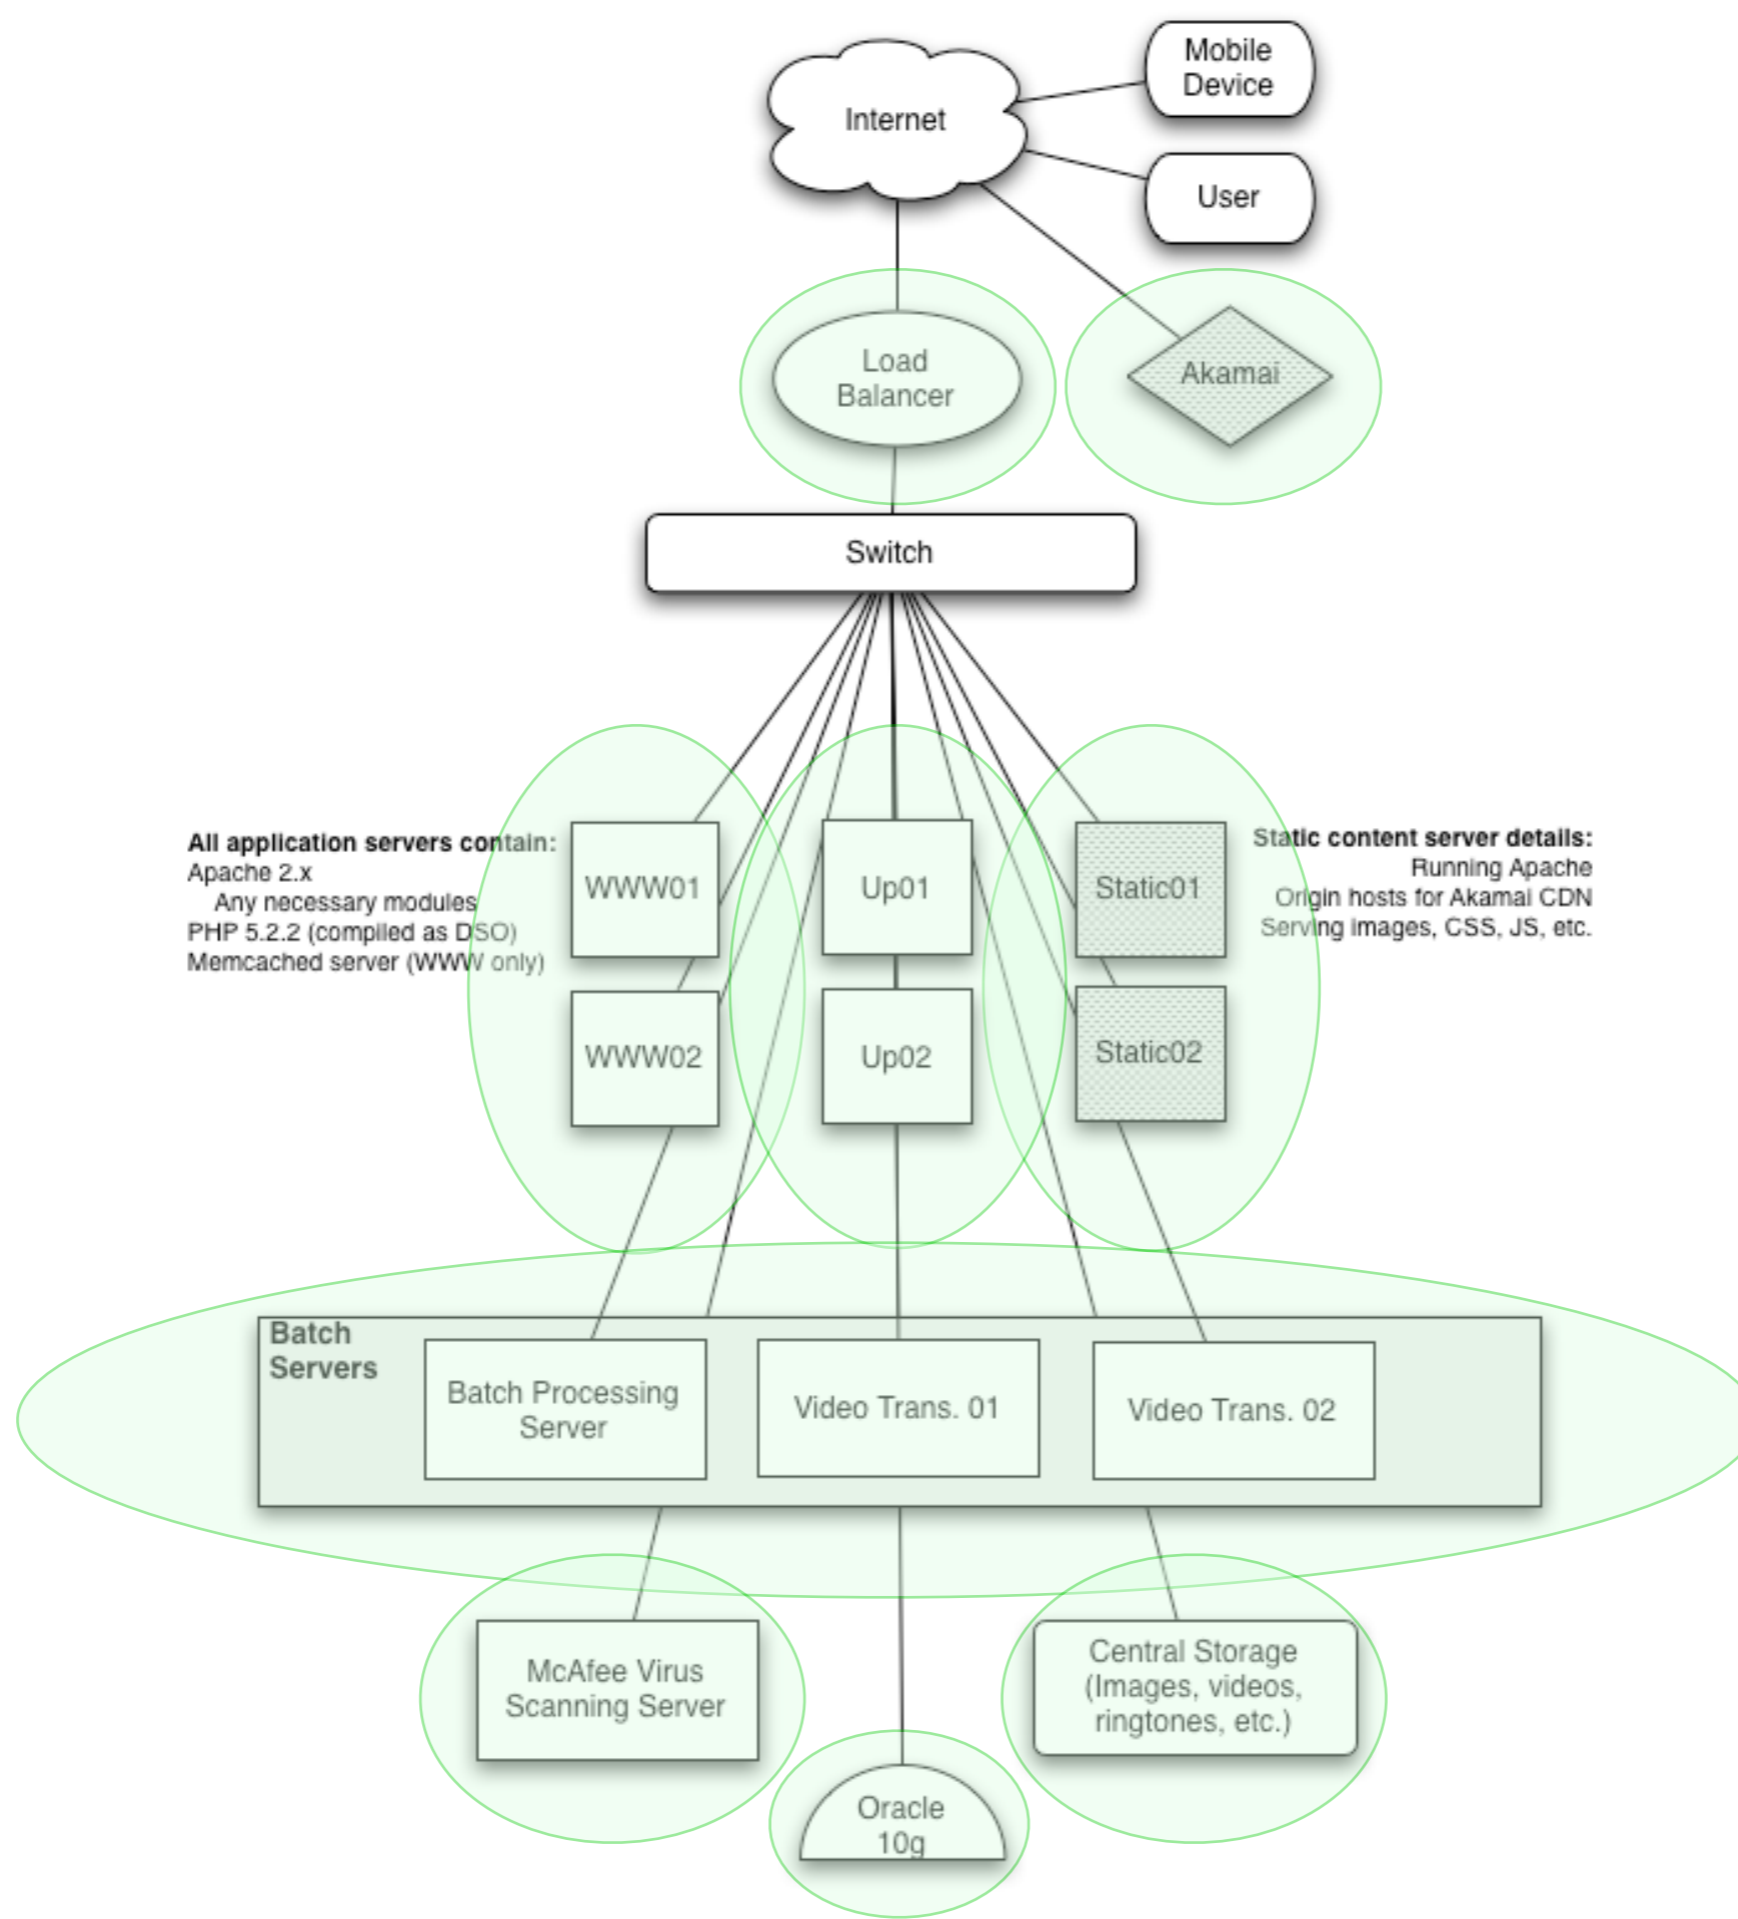 Mobile
Device
Internet
User
Load
Balancer
Akamai
Switch
All application servers contain:
Apache 2.x
Any necessary modules
PHP 5.2.2 (compiled as DSO)
Memcached server (WWW only)
WWW01
Up01
Static01
Static content server details:
Running Apache
Origin hosts for Akamai CDN
Serving images, CSS, JS, etc.
WWW02
Up02
Static02
Batch
Servers
Batch Processing
Server
Video Trans. 01
Video Trans. 02
McAfee Virus
Scanning Server
Central Storage
(Images, videos,
ringtones, etc.)
Oracle
10g